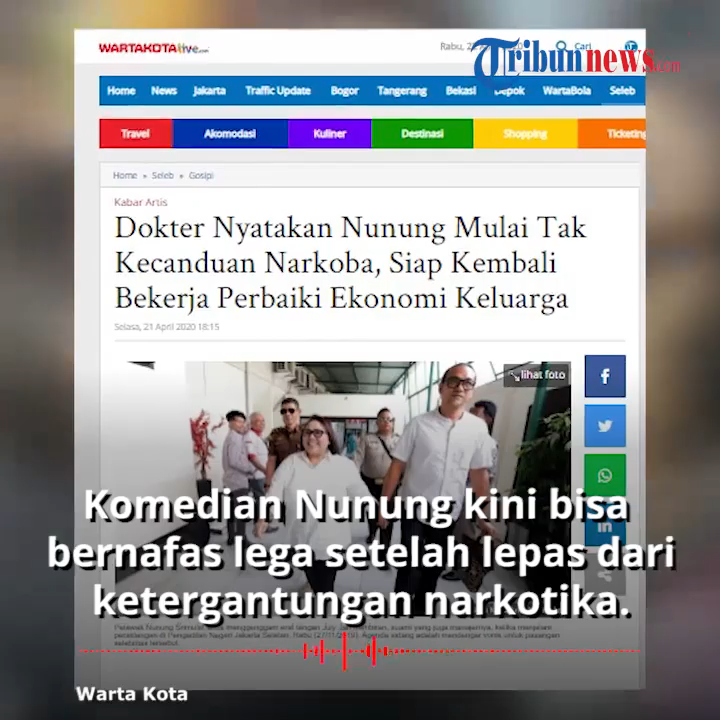 WARTAKOTAlive.com
Rabu, 2
Cari
Tribunnews.com
Home News Jakarta Traffic Update Bogor Tangerang Bekasi Depok WartaBola Seleb
Travel Akomodasi Kuliner Destinasi Shopping Ticketing
Home » Seleb » Gosip
Kabar Artis
Dokter Nyatakan Nunung Mulai Tak
Kecanduan Narkoba, Siap Kembali
Bekerja Perbaiki Ekonomi Keluarga
Selasa, 21 April 2020 18:15
lihat foto
Komedian Nunung kini bisa
bernafas lega setelah lepas dari
ketergantungan narkotika.
Warta Kota